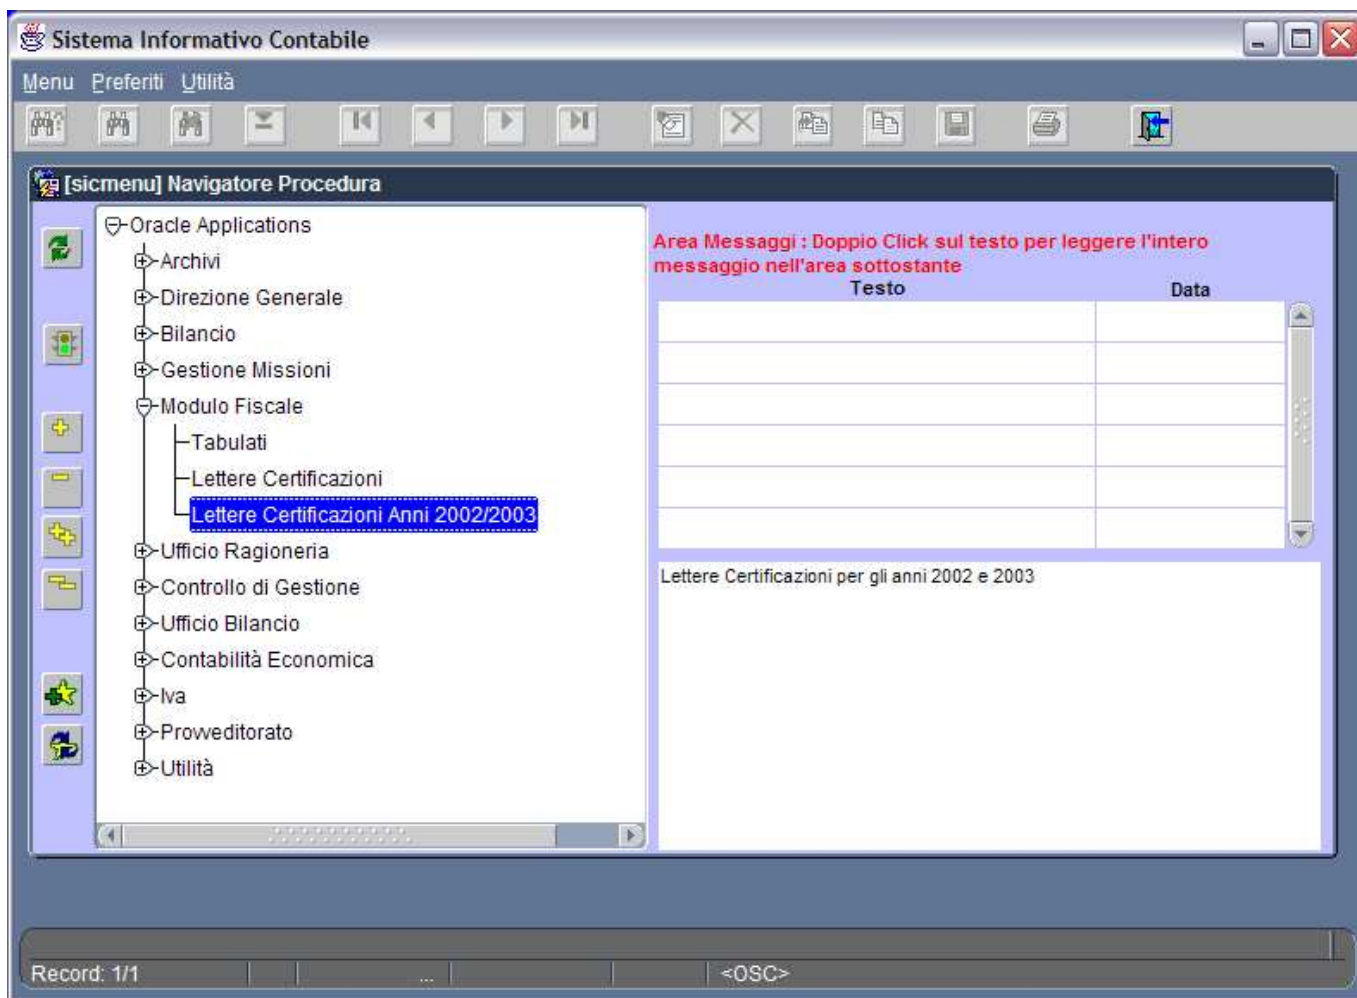 Sistema Informativo Contabile
Menu Preferiti Utilità
[sicmenu] Navigatore Procedura
Oracle Applications
Archivi
Direzione Generale
Bilancio
Gestione Missioni
Modulo Fiscale
Tabulati
Lettere Certificazioni
Lettere Certificazioni Anni 2002/2003
Ufficio Ragioneria
Controllo di Gestione
Ufficio Bilancio
Contabilità Economica
Iva
Provveditorato
Utilità
Area Messaggi : Doppio Click sul testo per leggere l'intero
messaggio nell'area sottostante
Testo Data
Lettere Certificazioni per gli anni 2002 e 2003
Record: 1/1 ... <OSC>